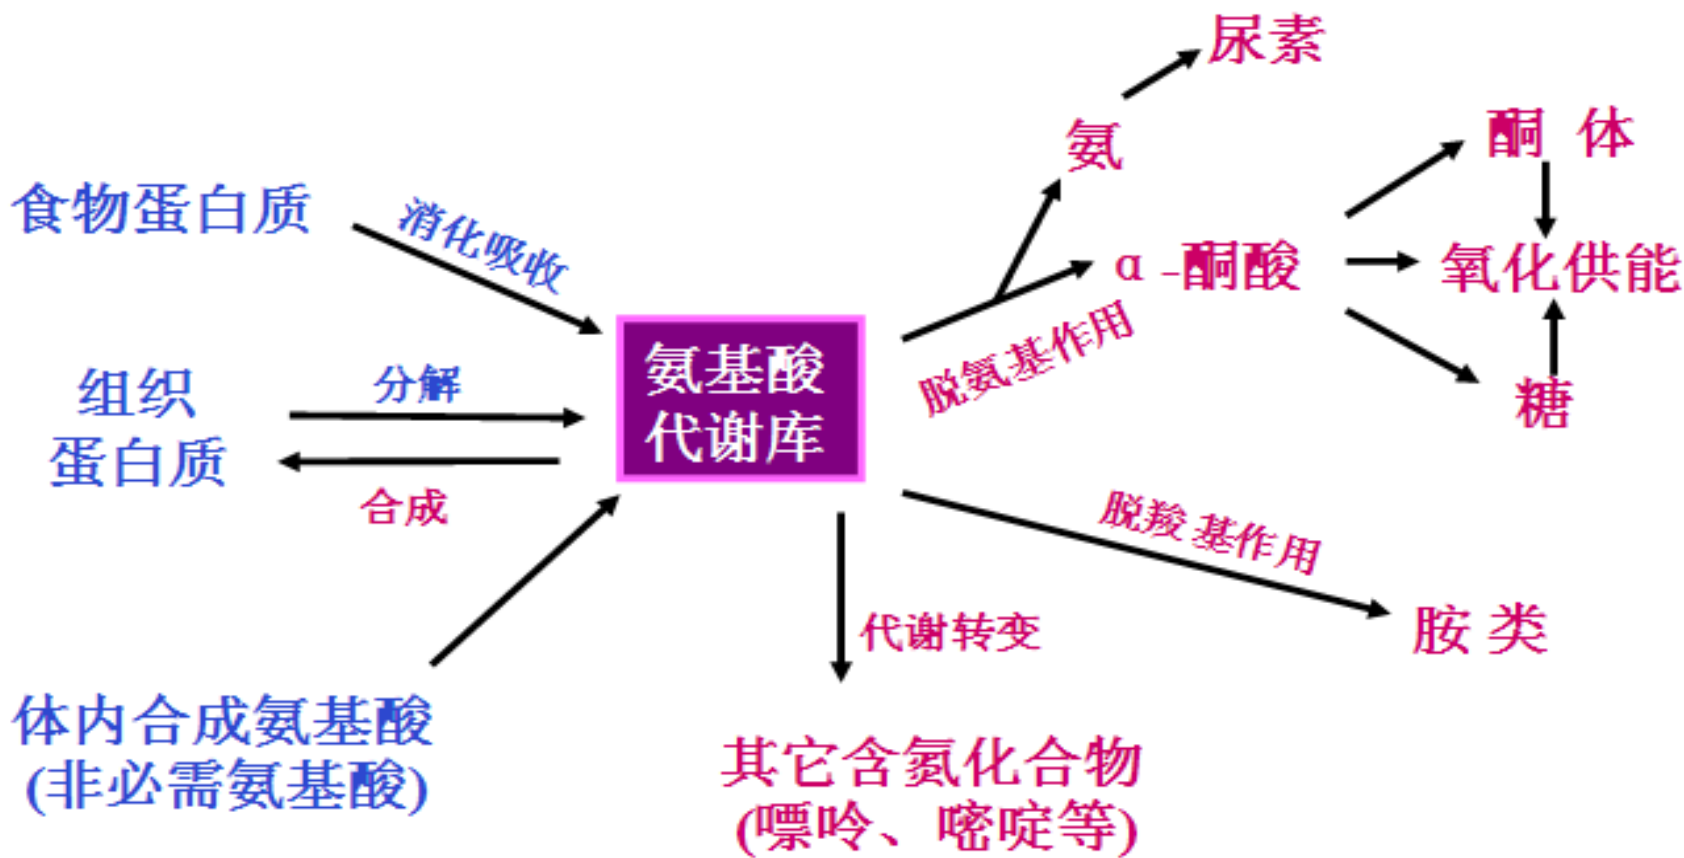 尿素
氨
酮 体
食物蛋白质
消化吸收
α-酮酸
氧化供能
脱氨基作用
氨基酸
代谢库
组织
蛋白质
分解
合成
糖
脱羧基作用
胺类
代谢转变
体内合成氨基酸
(非必需氨基酸)
其它含氮化合物
(嘌呤、嘧啶等)